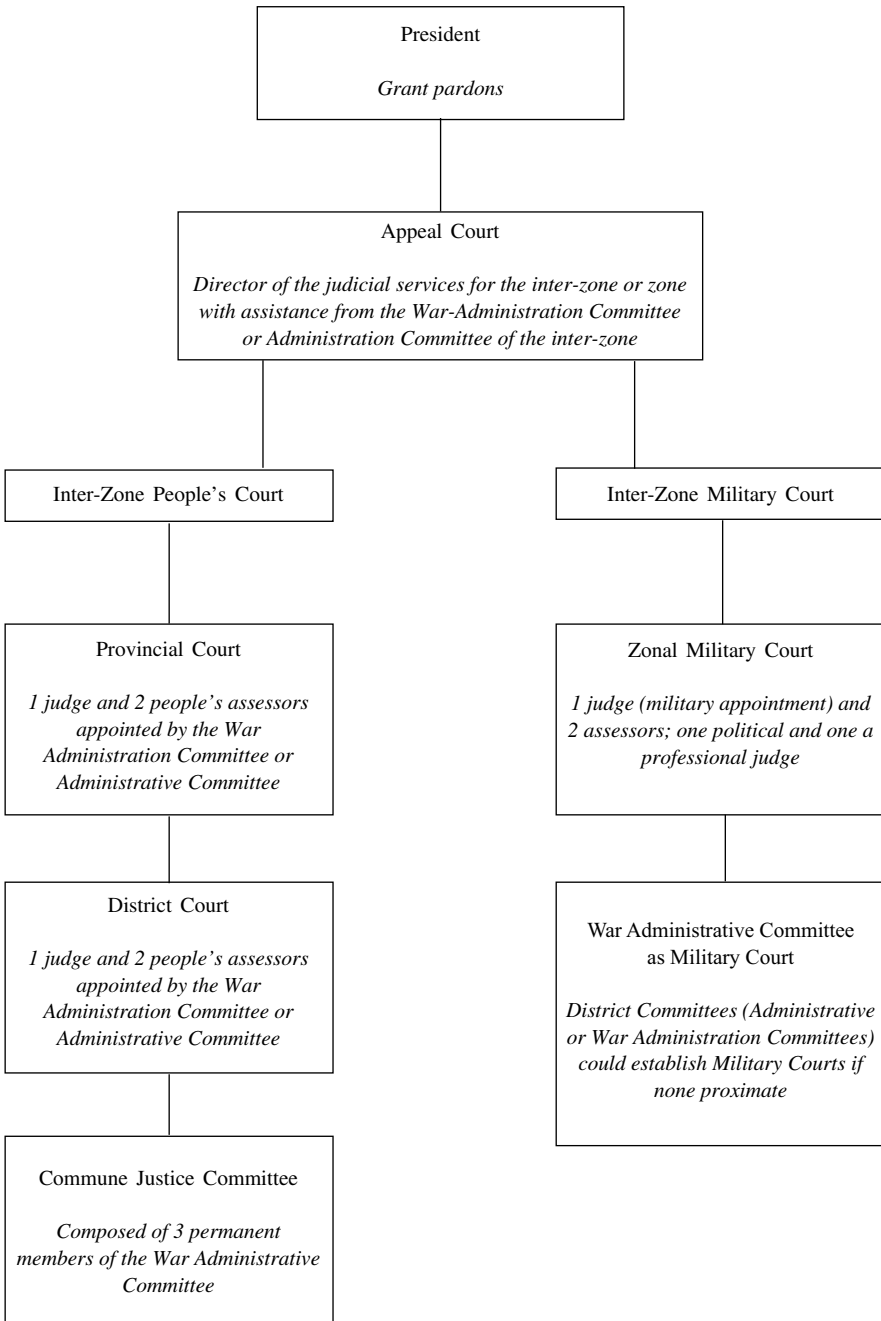 President
Grant pardons
Appeal Court
Director of the judicial services for the inter-zone or zone
with assistance from the War-Administration Committee
or Administration Committee of the inter-zone
Inter-Zone People's Court
Inter-Zone Military Court
Provincial Court
1 judge and 2 people's assessors
appointed by the War
Administration Committee or
Administrative Committee
Zonal Military Court
1 judge (military appointment) and
2 assessors; one political and one a
professional judge
District Court
1 judge and 2 people's assessors
appointed by the War
Administration Committee or
Administrative Committee
War Administrative Committee
as Military Court
District Committees (Administrative
or War Administration Committees)
could establish Military Courts if
none proximate
Commune Justice Committee
Composed of 3 permanent
members of the War Administrative
Committee